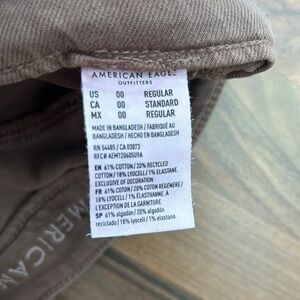 AMERICAN EAGLE
OUTFITTERS
US 00 REGULAR
CA 00 STANDARD
MX 00 REGULAR
MADE IN BANGLADESH / FABRIQUÉ AU
BANGLADESH / HECHO EN BANGLADESH
RN 54485/ CA 03873
EN 61% COTTON/ 20% RECYCLED
COTTON/ 18% LYOCELL / 1% ELASTANE.
EXCLUSIVE OF DECORATION
FR 61% COTON/ 20% COTON RÉGÉNÉRÉ/
18% LYOCELL / 1% ÉLASTHANNE. À
L'EXCEPTION DE LA GARNITURE
SP 61% algodón/ 20% algodón
reciclado / 18% lyocell / 1% elastano
AMERICAN